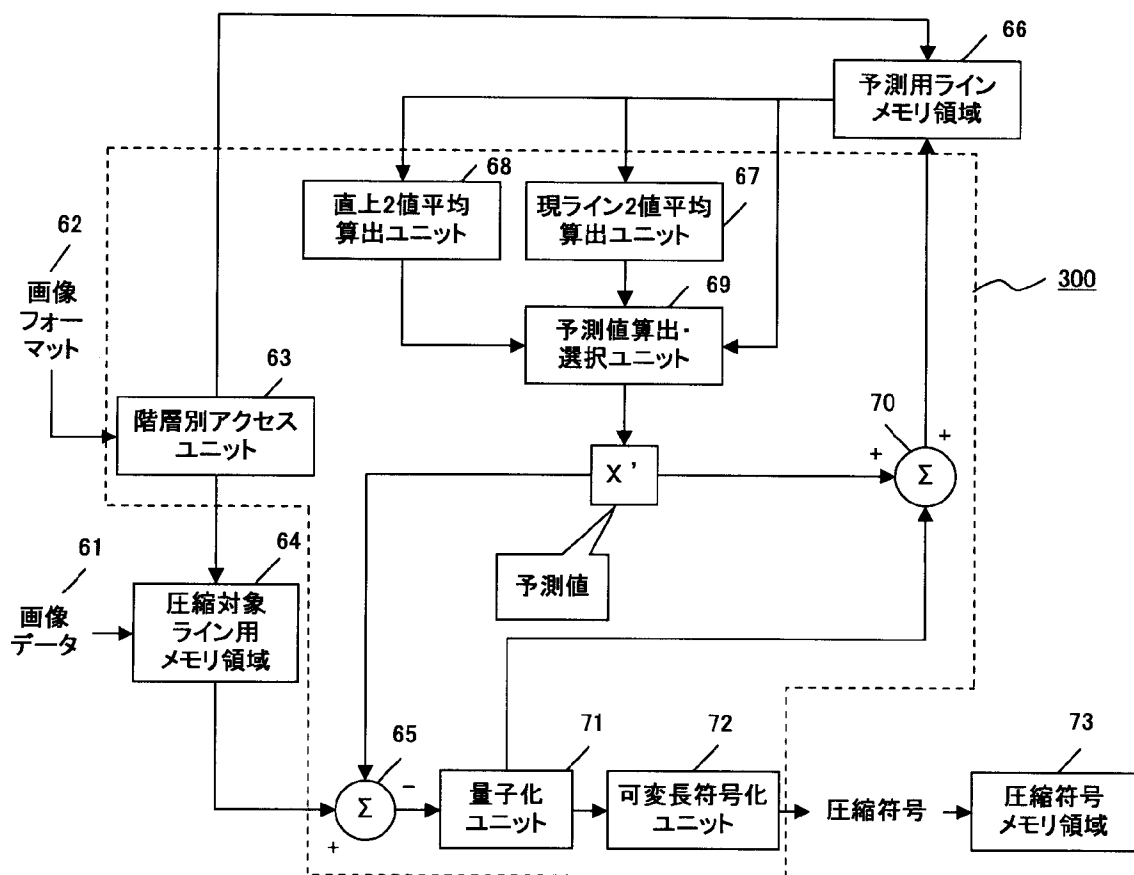 66
予測用ライン
メモリ領域
68
直上2値平均
算出ユニット
67
現ライン2値平均
算出ユニット
62
画像
フォー
マット
69
予測値算出・
選択ユニット
300
63
階層別アクセス
ユニット
70
+
+
Σ
X'
予測値
61
画像
データ
64
圧縮対象
ライン用
メモリ領域
65
Σ
−
+
71
量子化
ユニット
72
可変長符号化
ユニット
圧縮符号
73
圧縮符号
メモリ領域